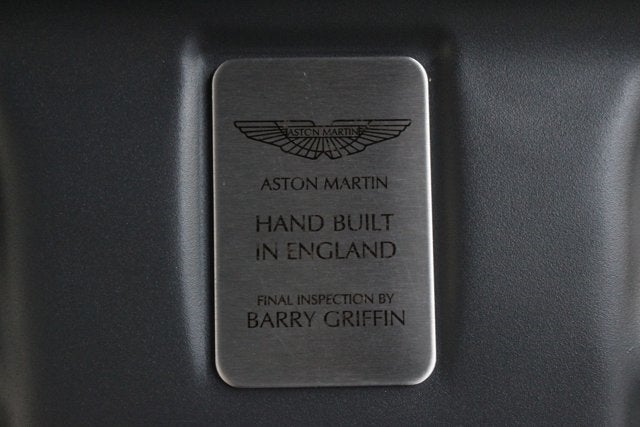 ASTON MARTIN
ASTON MARTIN
HAND BUILT
IN ENGLAND
FINAL INSPECTION BY
BARRY GRIFFIN